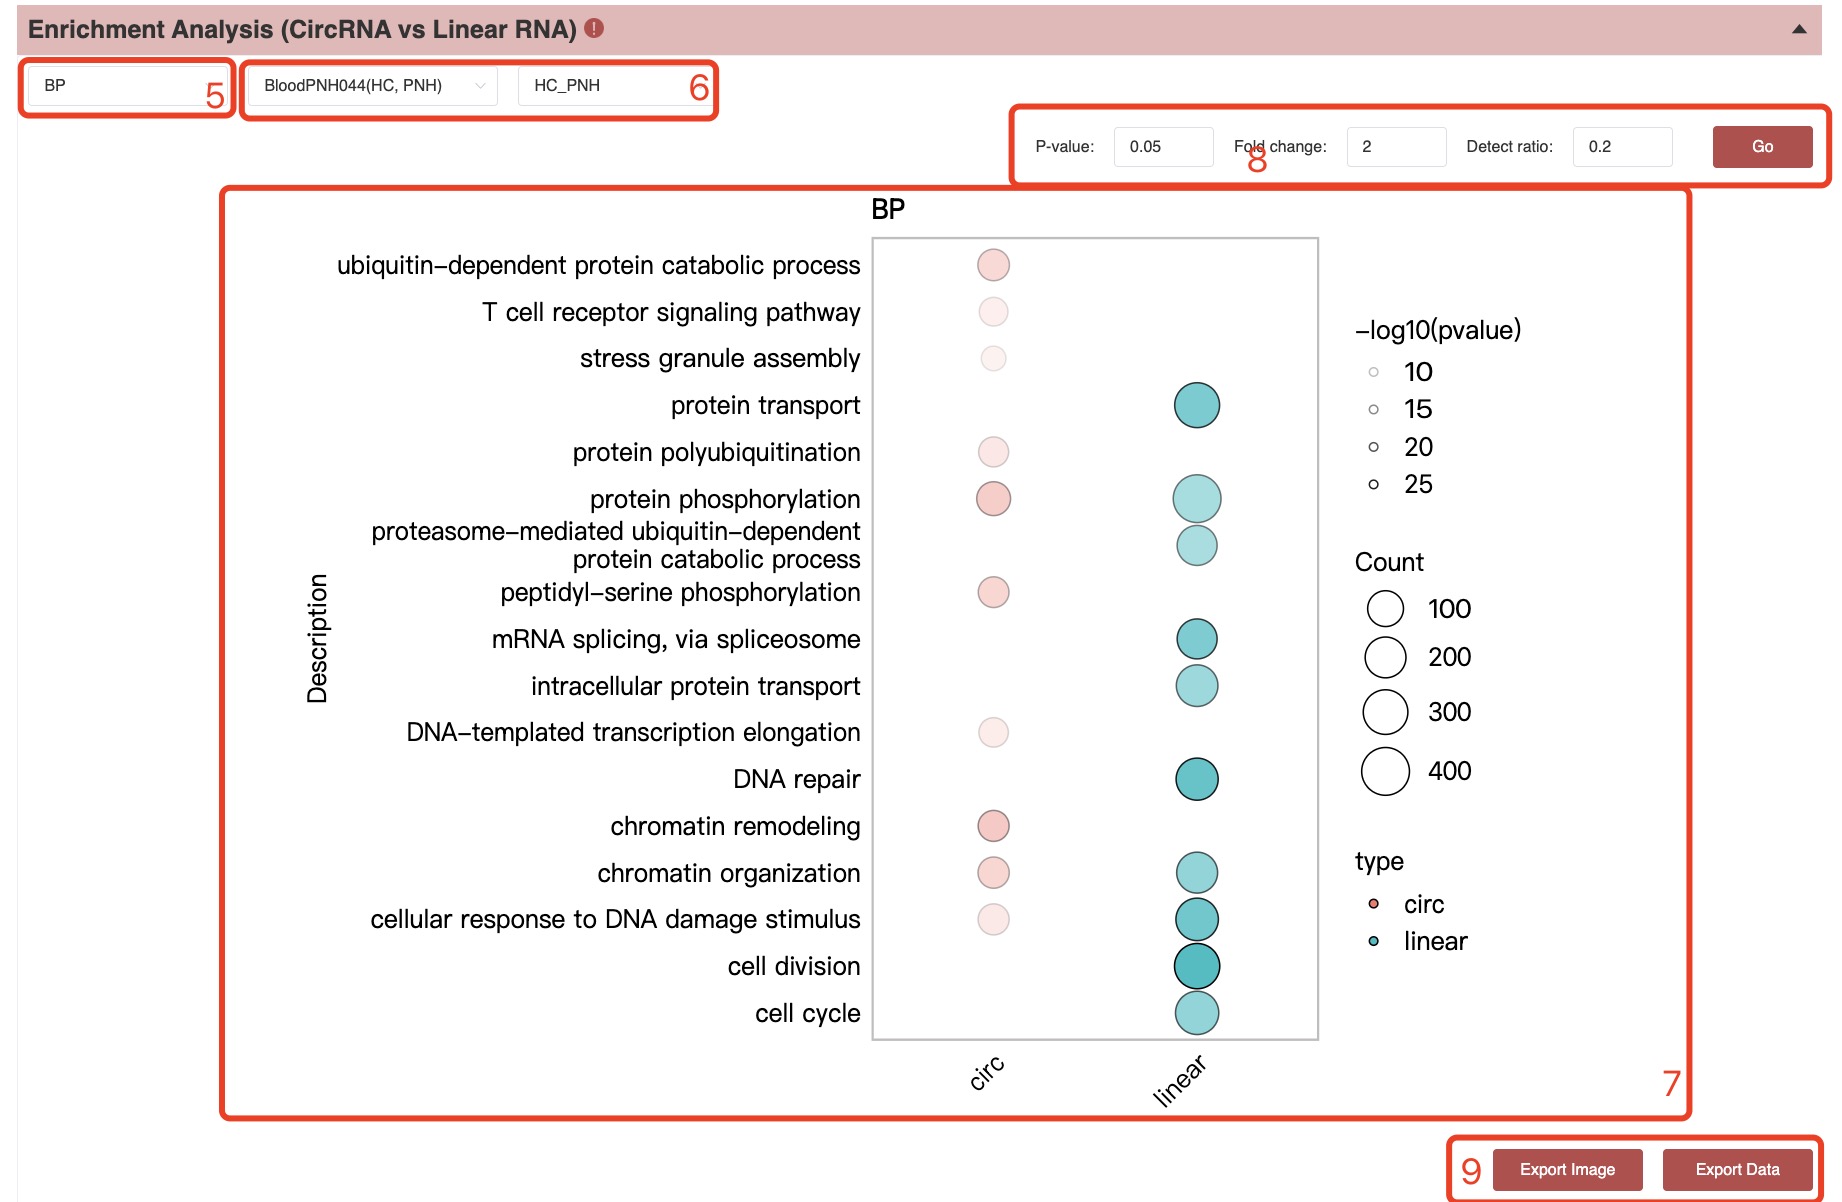 Enrichment Analysis (CircRNA vs Linear RNA) !
BP 5 BloodPNH044(HC, PNH) HC_PNH 6
P-value: 0.05 Fold change: 2 Detect ratio: 0.2 Go
8
BP
ubiquitin−dependent protein catabolic process
T cell receptor signaling pathway
stress granule assembly
protein transport
protein polyubiquitination
protein phosphorylation
proteasome−mediated ubiquitin−dependent
protein catabolic process
peptidyl−serine phosphorylation
mRNA splicing, via spliceosome
intracellular protein transport
DNA−templated transcription elongation
DNA repair
chromatin remodeling
chromatin organization
cellular response to DNA damage stimulus
cell division
cell cycle
Description
circ
linear
−log10(pvalue)
10
15
20
25
Count
100
200
300
400
type
circ
linear
7
9 Export Image Export Data